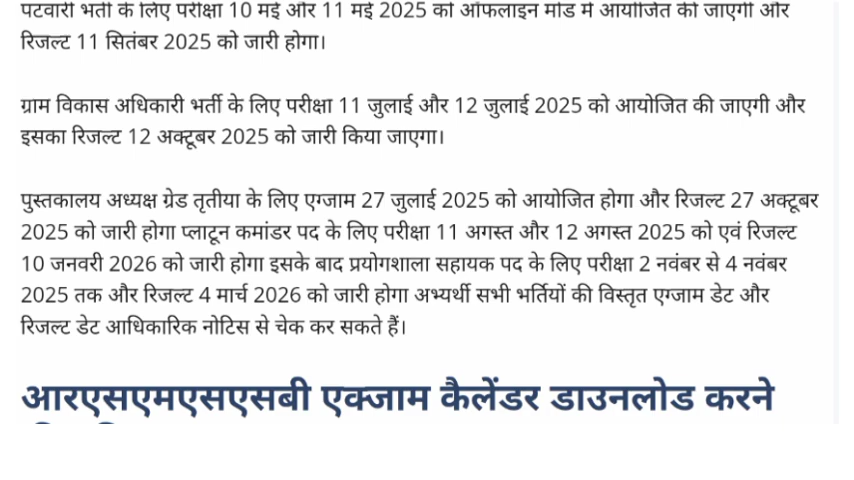 पटवारी भर्ती के लिए परीक्षा 10 मई और 11 मई 2025 को ऑफलाइन मोड में आयोजित की जाएगी और
रिजल्ट 11 सितंबर 2025 को जारी होगा।
ग्राम विकास अधिकारी भर्ती के लिए परीक्षा 11 जुलाई और 12 जुलाई 2025 को आयोजित की जाएगी और
इसका रिजल्ट 12 अक्टूबर 2025 को जारी किया जाएगा।
पुस्तकालय अध्यक्ष ग्रेड तृतीया के लिए एग्जाम 27 जुलाई 2025 को आयोजित होगा और रिजल्ट 27 अक्टूबर
2025 को जारी होगा प्लाटून कमांडर पद के लिए परीक्षा 11 अगस्त और 12 अगस्त 2025 को एवं रिजल्ट
10 जनवरी 2026 को जारी होगा इसके बाद प्रयोगशाला सहायक पद के लिए परीक्षा 2 नवंबर से 4 नवंबर
2025 तक और रिजल्ट 4 मार्च 2026 को जारी होगा अभ्यर्थी सभी भर्तियों की विस्तृत एग्जाम डेट और
रिजल्ट डेट आधिकारिक नोटिस से चेक कर सकते हैं।
आरएसएमएसएसबी एक्जाम कैलेंडर डाउनलोड करने